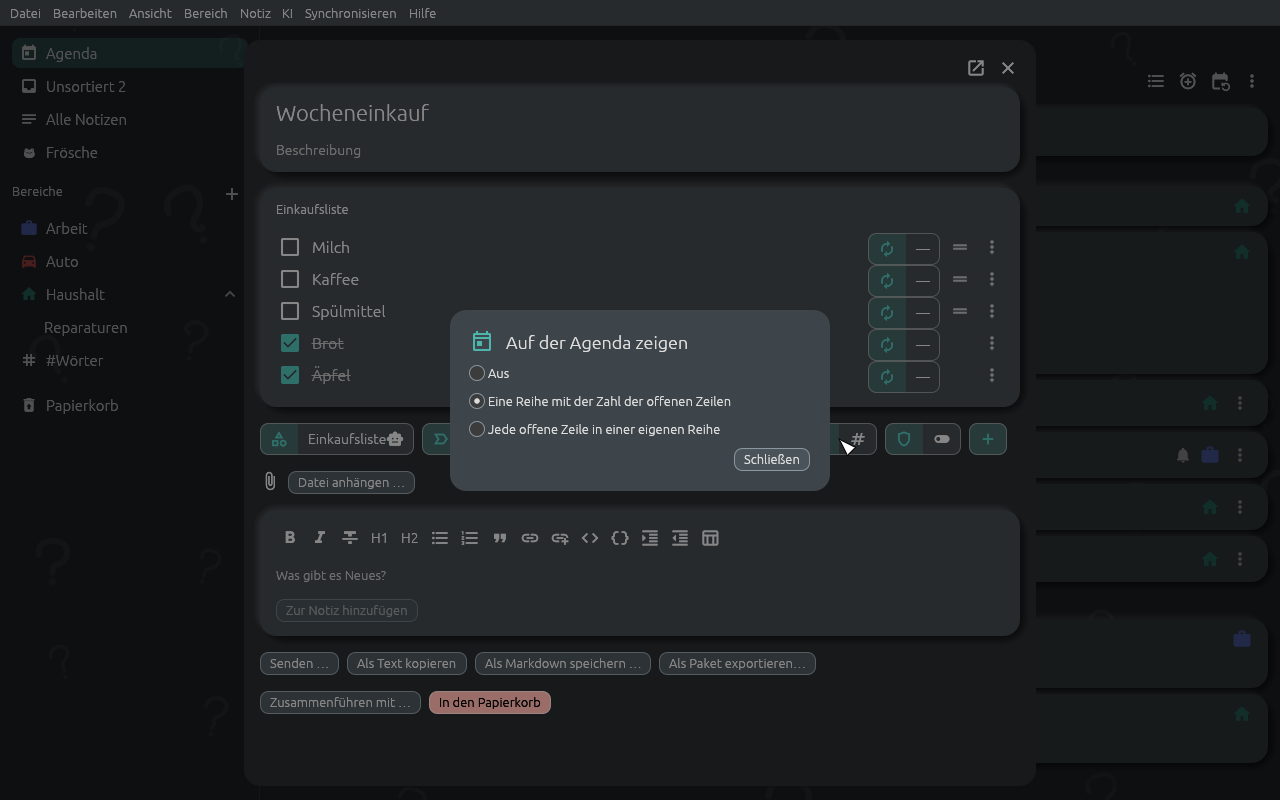 Datei Bearbeiten Ansicht Bereich Notiz KI Synchronisieren Hilfe
Agenda
Unsortiert 2
Alle Notizen
Frösche
Bereiche
Arbeit
Auto
Haushalt
Reparaturen
#Wörter
Papierkorb
Wocheneinkauf
Beschreibung
Einkaufsliste
Milch
Kaffee
Spülmittel
Brot
Äpfel
Auf der Agenda zeigen
Aus
Eine Reihe mit der Zahl der offenen Zeilen
Jede offene Zeile in einer eigenen Reihe
Schließen
Einkaufsliste
Datei anhängen ...
H1 H2
Was gibt es Neues?
Zur Notiz hinzufügen
Senden ... Als Text kopieren Als Markdown speichern ... Als Paket exportieren...
Zusammenführen mit ... In den Papierkorb